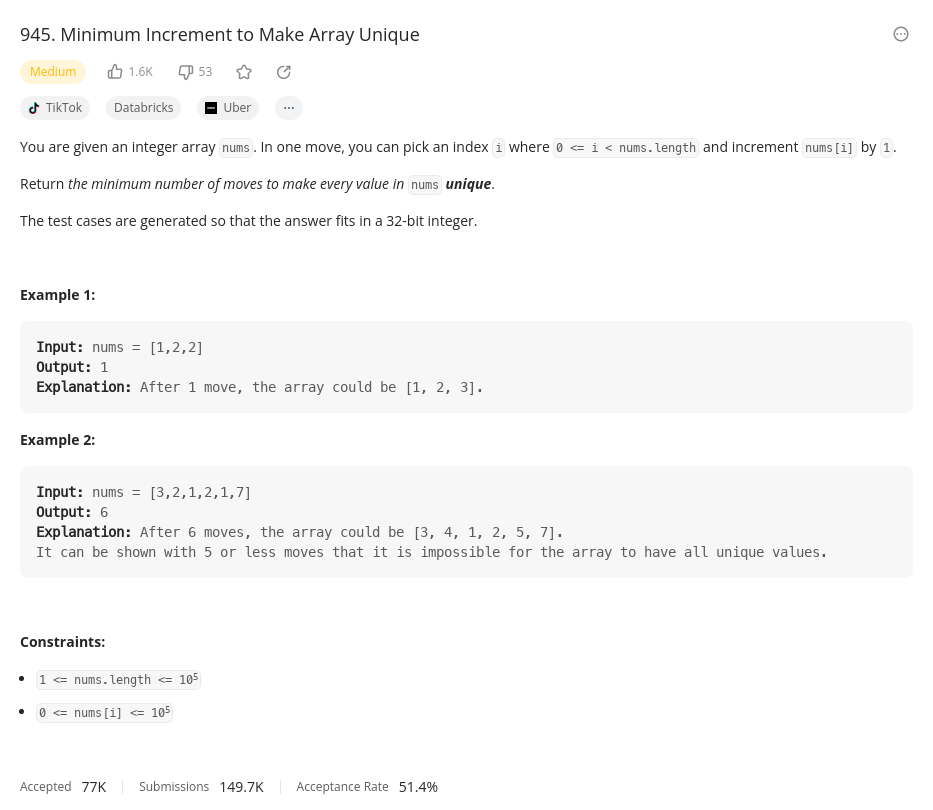 945. Minimum Increment to Make Array Unique
Medium 1.6K 53
TikTok Databricks Uber ...
You are given an integer array nums. In one move, you can pick an index i where 0 <= i < nums.length and increment nums[i] by 1.
Return the minimum number of moves to make every value in nums unique.
The test cases are generated so that the answer fits in a 32-bit integer.
Example 1:
Input: nums = [1,2,2]
Output: 1
Explanation: After 1 move, the array could be [1, 2, 3].
Example 2:
Input: nums = [3,2,1,2,1,7]
Output: 6
Explanation: After 6 moves, the array could be [3, 4, 1, 2, 5, 7].
It can be shown with 5 or less moves that it is impossible for the array to have all unique values.
Constraints:
• 1 <= nums.length <= 10⁵
• 0 <= nums[i] <= 10⁵
Accepted 77K Submissions 149.7K Acceptance Rate 51.4%